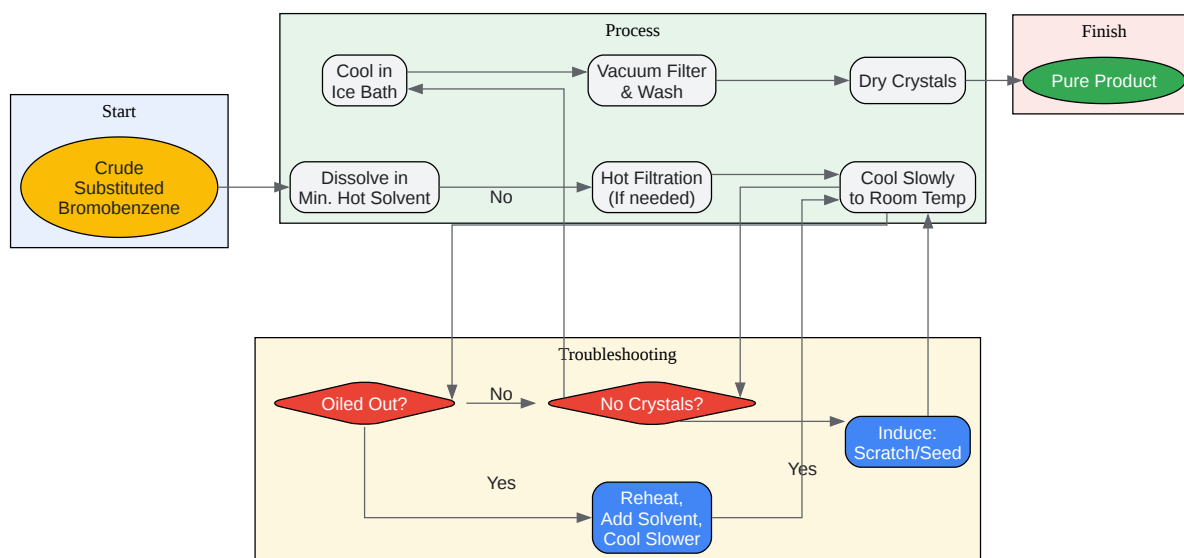 Process
Finish
Cool in
Ice Bath
Vacuum Filter
& Wash
Dry Crystals
Pure Product
Start
Crude
Substituted
Bromobenzene
Dissolve in
Min. Hot Solvent
No
Hot Filtration
(If needed)
Cool Slowly
to Room Temp
Troubleshooting
Oiled Out?
No
No Crystals?
Induce:
Scratch/Seed
Yes
Yes
Reheat,
Add Solvent,
Cool Slower